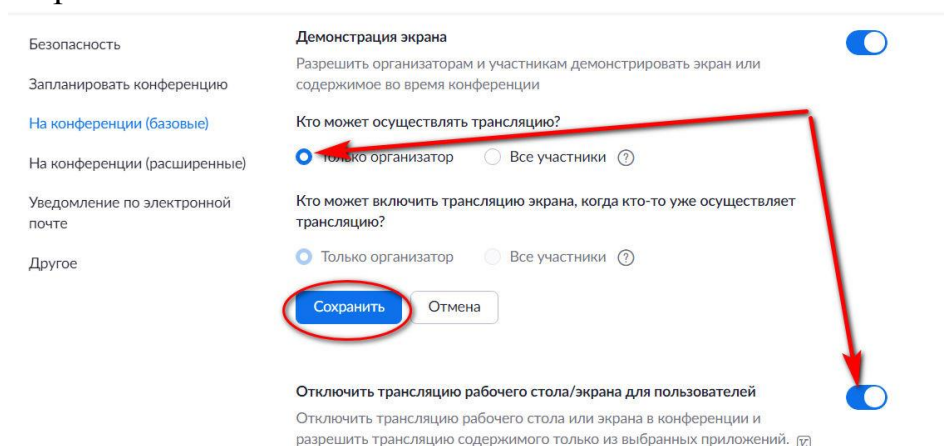 Безопасность
Запланировать конференцию
На конференции (базовые)
На конференции (расширенные)
Уведомление по электронной
почте
Другое
Демонстрация экрана
Разрешить организаторам и участникам демонстрировать экран или
содержимое во время конференции
Кто может осуществлять трансляцию?
Только организатор Все участники ?
Кто может включить трансляцию экрана, когда кто-то уже осуществляет
трансляцию?
Только организатор Все участники ?
Сохранить Отмена
Отключить трансляцию рабочего стола/экрана для пользователей
Отключить трансляцию рабочего стола или экрана в конференции и
разрешить трансляцию содержимого только из выбранных приложений.